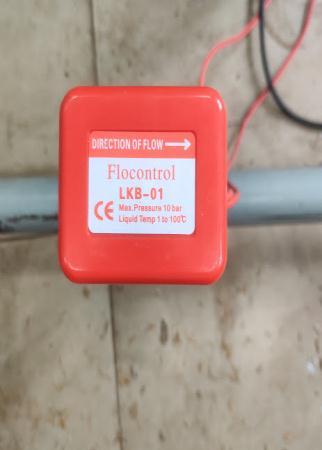 DIRECTION OF FLOW →
Flocontrol
LKB-01
CE Max.Pressure 10 bar
Liquid Temp 1 to 100℃